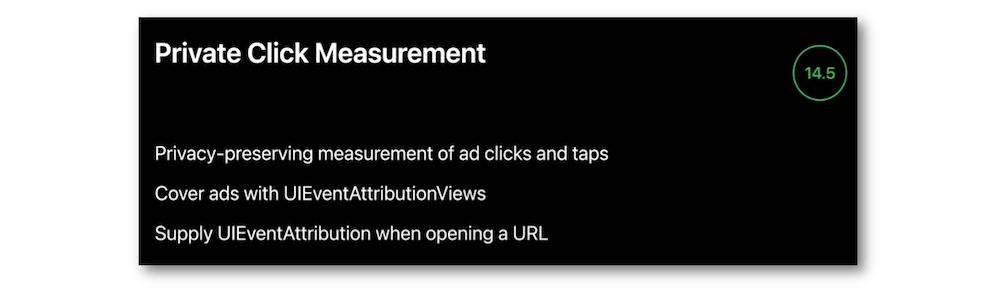 Private Click Measurement
14.5
Privacy-preserving measurement of ad clicks and taps
Cover ads with UIEventAttributionViews
Supply UIEventAttribution when opening a URL